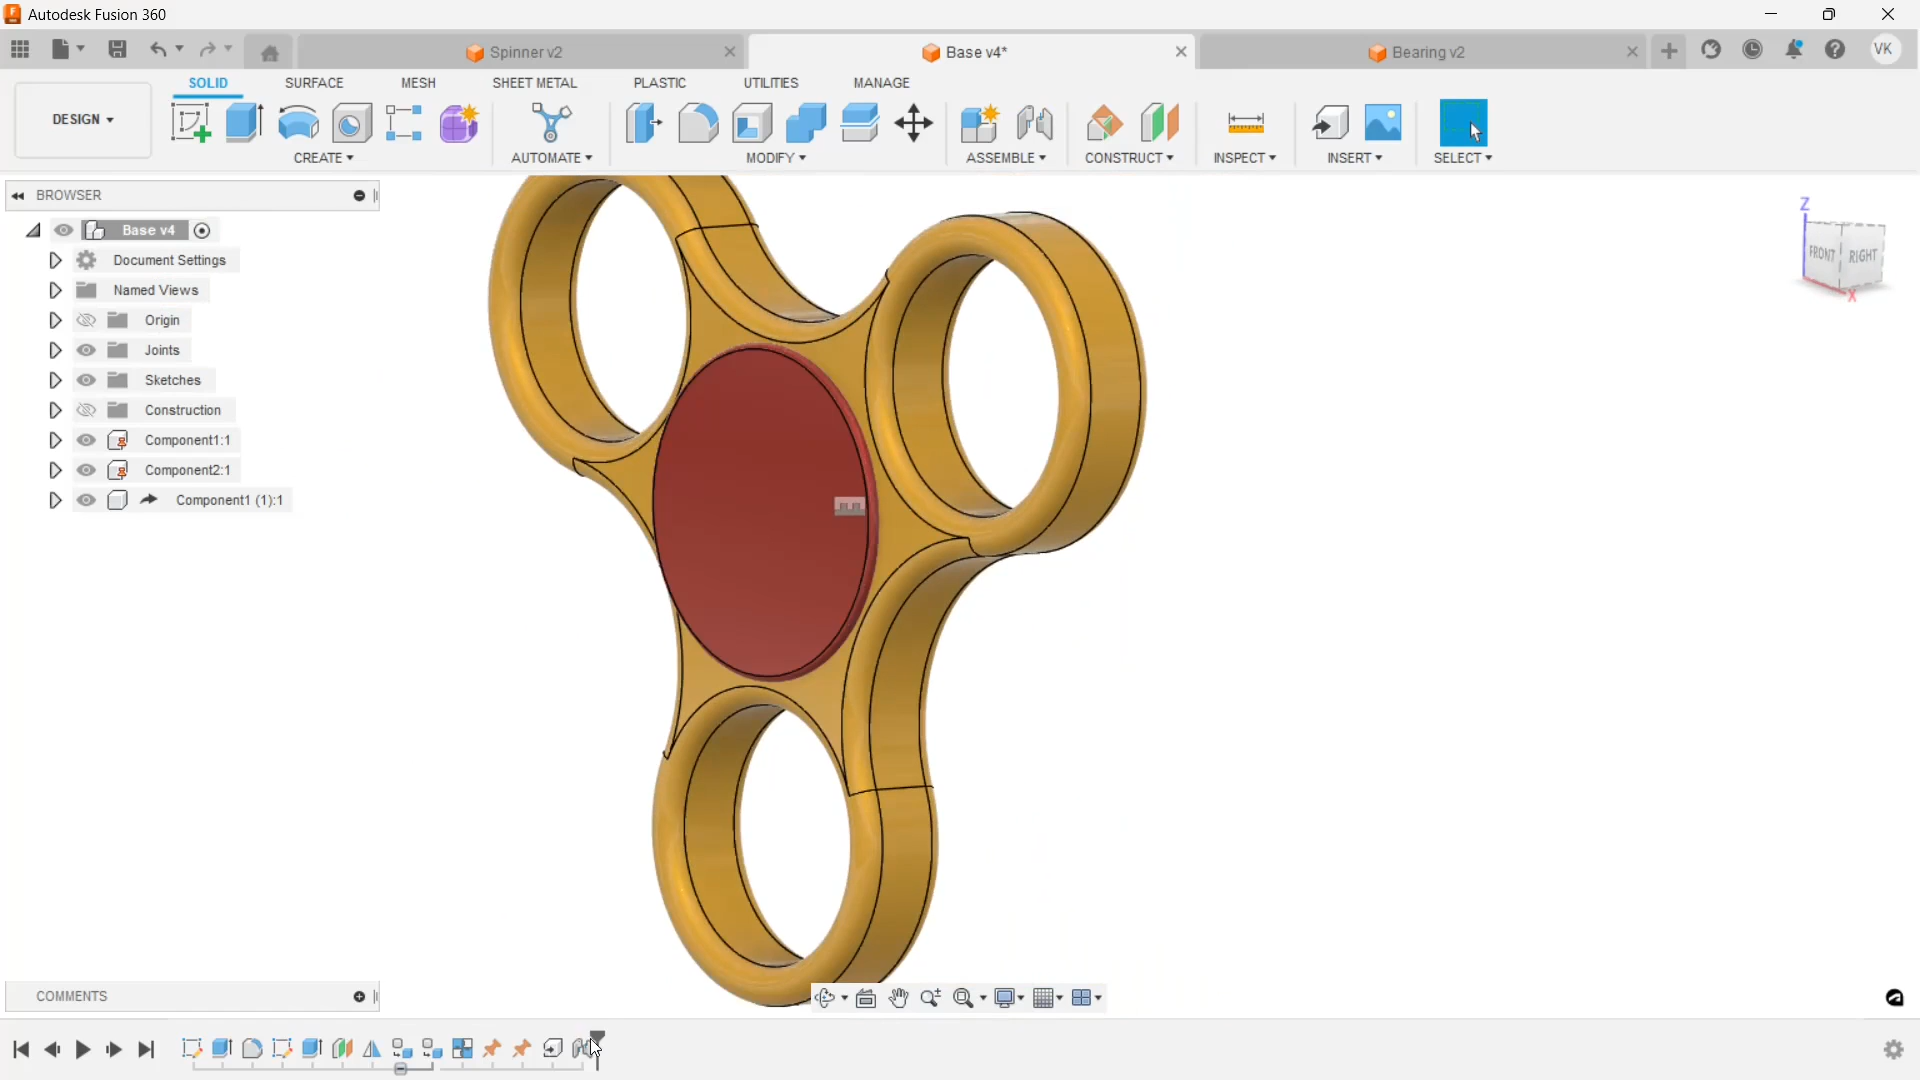 Autodesk Fusion 360
Spinner v2
Base v4*
Bearing v2
VK
DESIGN
SOLID
SURFACE
MESH
SHEET METAL
PLASTIC
UTILITIES
MANAGE
CREATE
AUTOMATE
MODIFY
ASSEMBLE
CONSTRUCT
INSPECT
INSERT
SELECT
BROWSER
Base v4
Document Settings
Named Views
Origin
Joints
Sketches
Construction
Component1:1
Component2:1
Component1 (1):1
Z
FRONT
RIGHT
X
COMMENTS